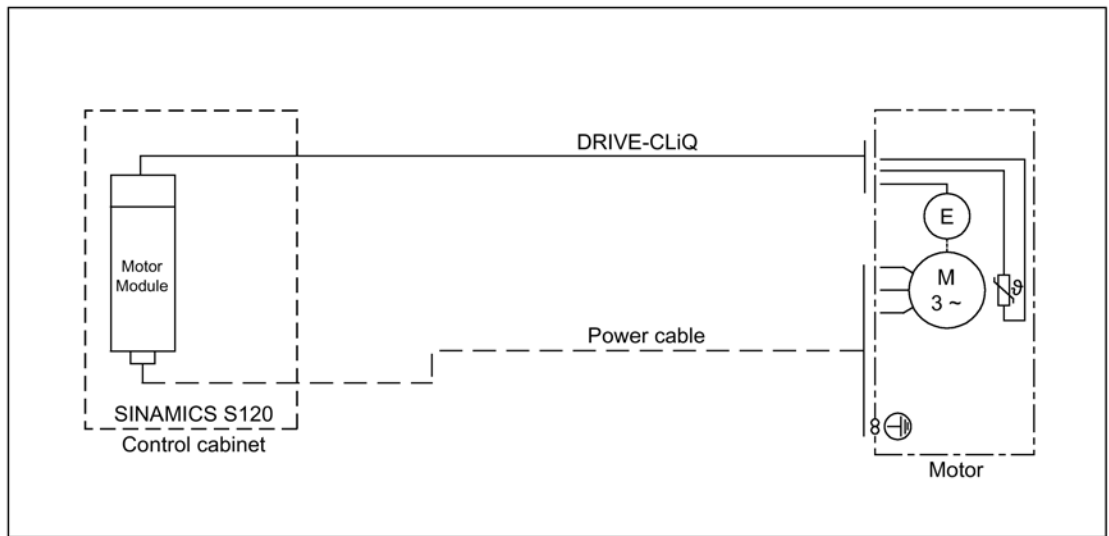 DRIVE-CLiQ
E
Motor
Module
M
3 ~
ϑ
Power cable
SINAMICS S120
Control cabinet
Motor